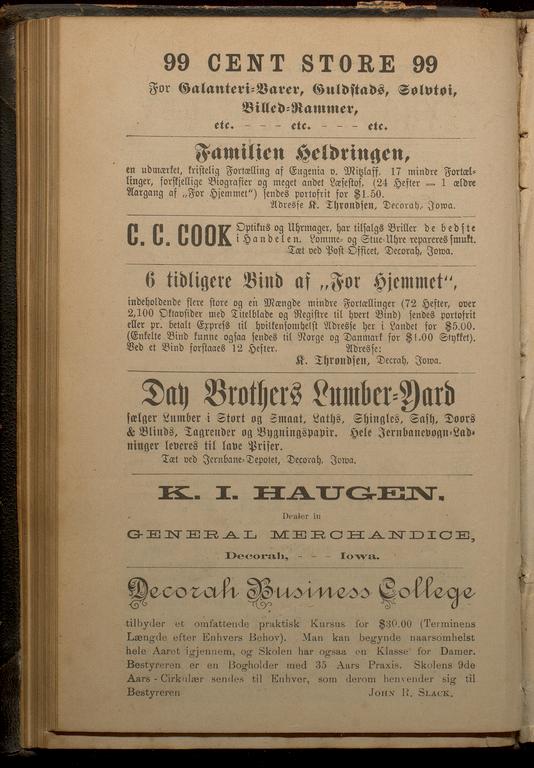 99 CENT STORE 99
For Galanteri=Varer, Guldstads, Sølvtøi,
Billed=Rammer,
etc. - - - etc. - - - etc.
Familien Heldringen,
en udmærket, kristelig Fortælling af Eugenia v. Mitzlaff. 17 mindre Fortæl-
linger, forskjellige Biografier og meget andet Læsestof. (24 Hefter — 1 ældre
Aargang af „For Hjemmet") sendes portofrit for $1.50.
Adresse K. Throndsen, Decorah, Iowa.
C. C. COOK Optikus og Uhrmager, har tilsalgs Briller de bedste
i Handelen. Lomme- og Stue-Uhre repareres smukt.
Tæt ved Post Officet, Decorah, Iowa.
6 tidligere Bind af „For Hjemmet",
indeholdende flere store og en Mængde mindre Fortællinger (72 Hefter, over
2,100 Oktavsider med Titelblade og Registre til hvert Bind) sendes portofrit
eller pr. betalt Expreß til hvilkensomhelst Adresse her i Landet for $5.00.
(Enkelte Bind kunne ogsaa sendes til Norge og Danmark for $1.00 Stykket).
Ved et Bind forstaaes 12 Hefter. Adresse:
K. Throndsen, Decrah, Iowa.
Day Brothers Lumber=Yard
sælger Lumber i Stort og Smaat, Laths, Shingles, Sash, Doors
& Blinds, Tagrender og Bygningspapir. Hele Jernbanevogn-Lad-
ninger leveres til lave Priser.
Tæt ved Jernbane-Depotet, Decorah, Iowa.
K. I. HAUGEN.
Dealer in
GENERAL MERCHANDICE,
Decorah, - - - Iowa.
Decorah Business College
tilbyder et omfattende praktisk Kursus for $30.00 (Terminens
Længde efter Enhvers Behov). Man kan begynde naarsomhelst
hele Aaret igjennem, og Skolen har ogsaa en Klasse for Damer.
Bestyreren er en Bogholder med 35 Aars Praxis. Skolens 9de
Aars - Cirkulær sendes til Enhver, som derom henvender sig til
Bestyreren JOHN R. SLACK.